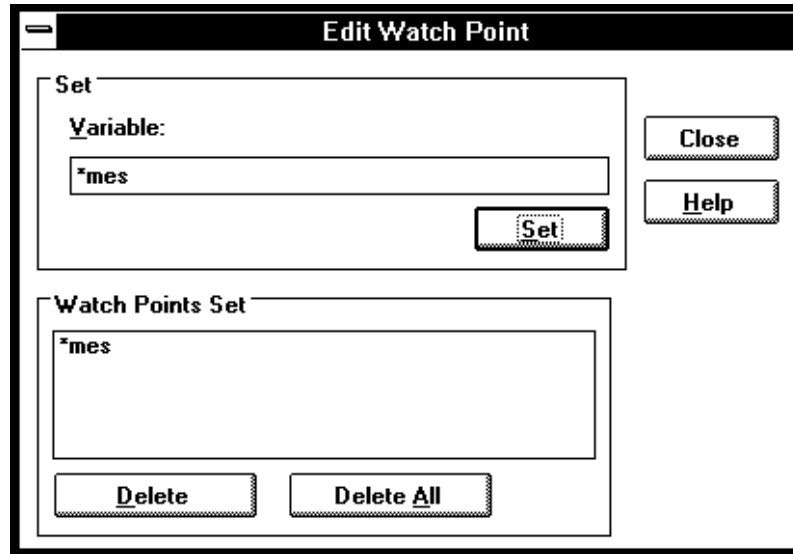 Edit Watch Point
Set
Variable:
Close
*mes
Help
Set
Watch Points Set
*mes
Delete
Delete All